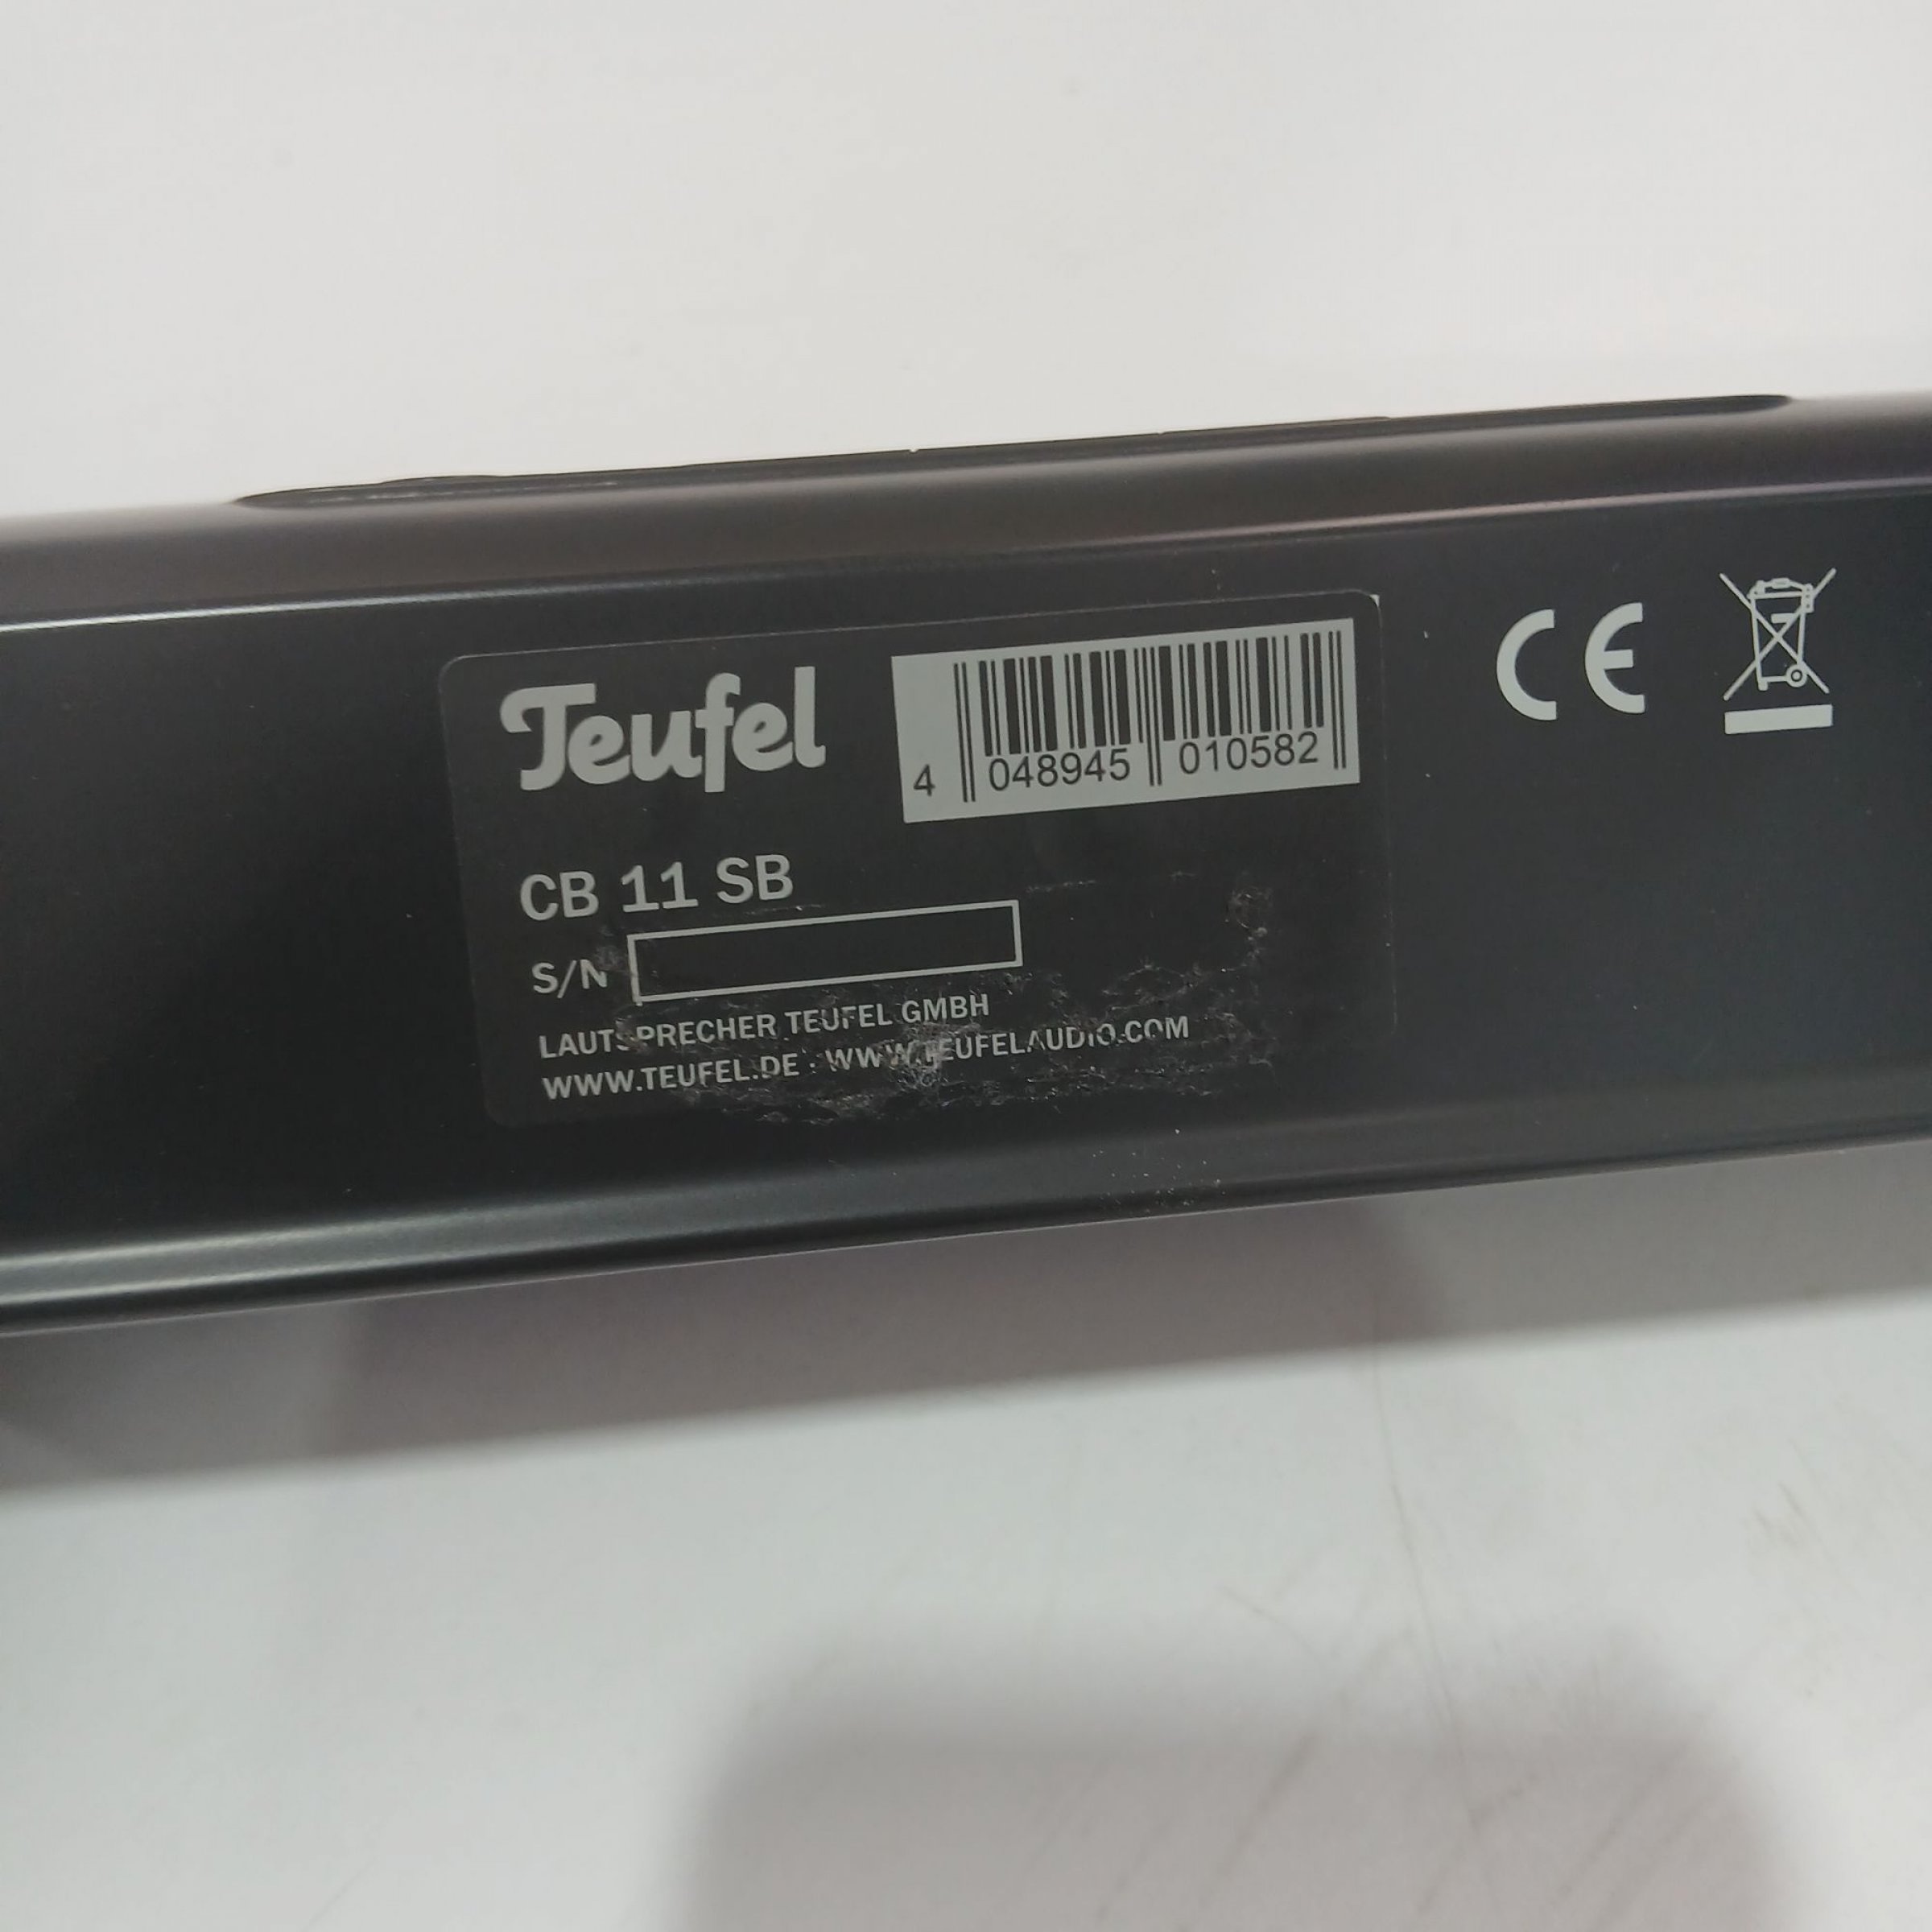 Teufel
4 048945 010582
CB 11 SB
S/N
LAUTSPRECHER TEUFEL GMBH
WWW.TEUFEL.DE : WWW.TEUFELAUDIO.COM
CE